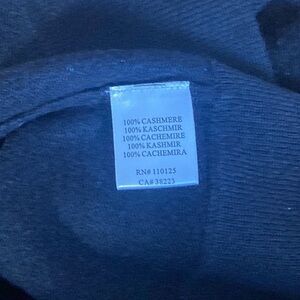 100% CASHMERE
100% KASCHMIR
100% CACHEMIRE
100% KASHMIR
100% CACHEMIRA
RN# 110125
CA# 38223